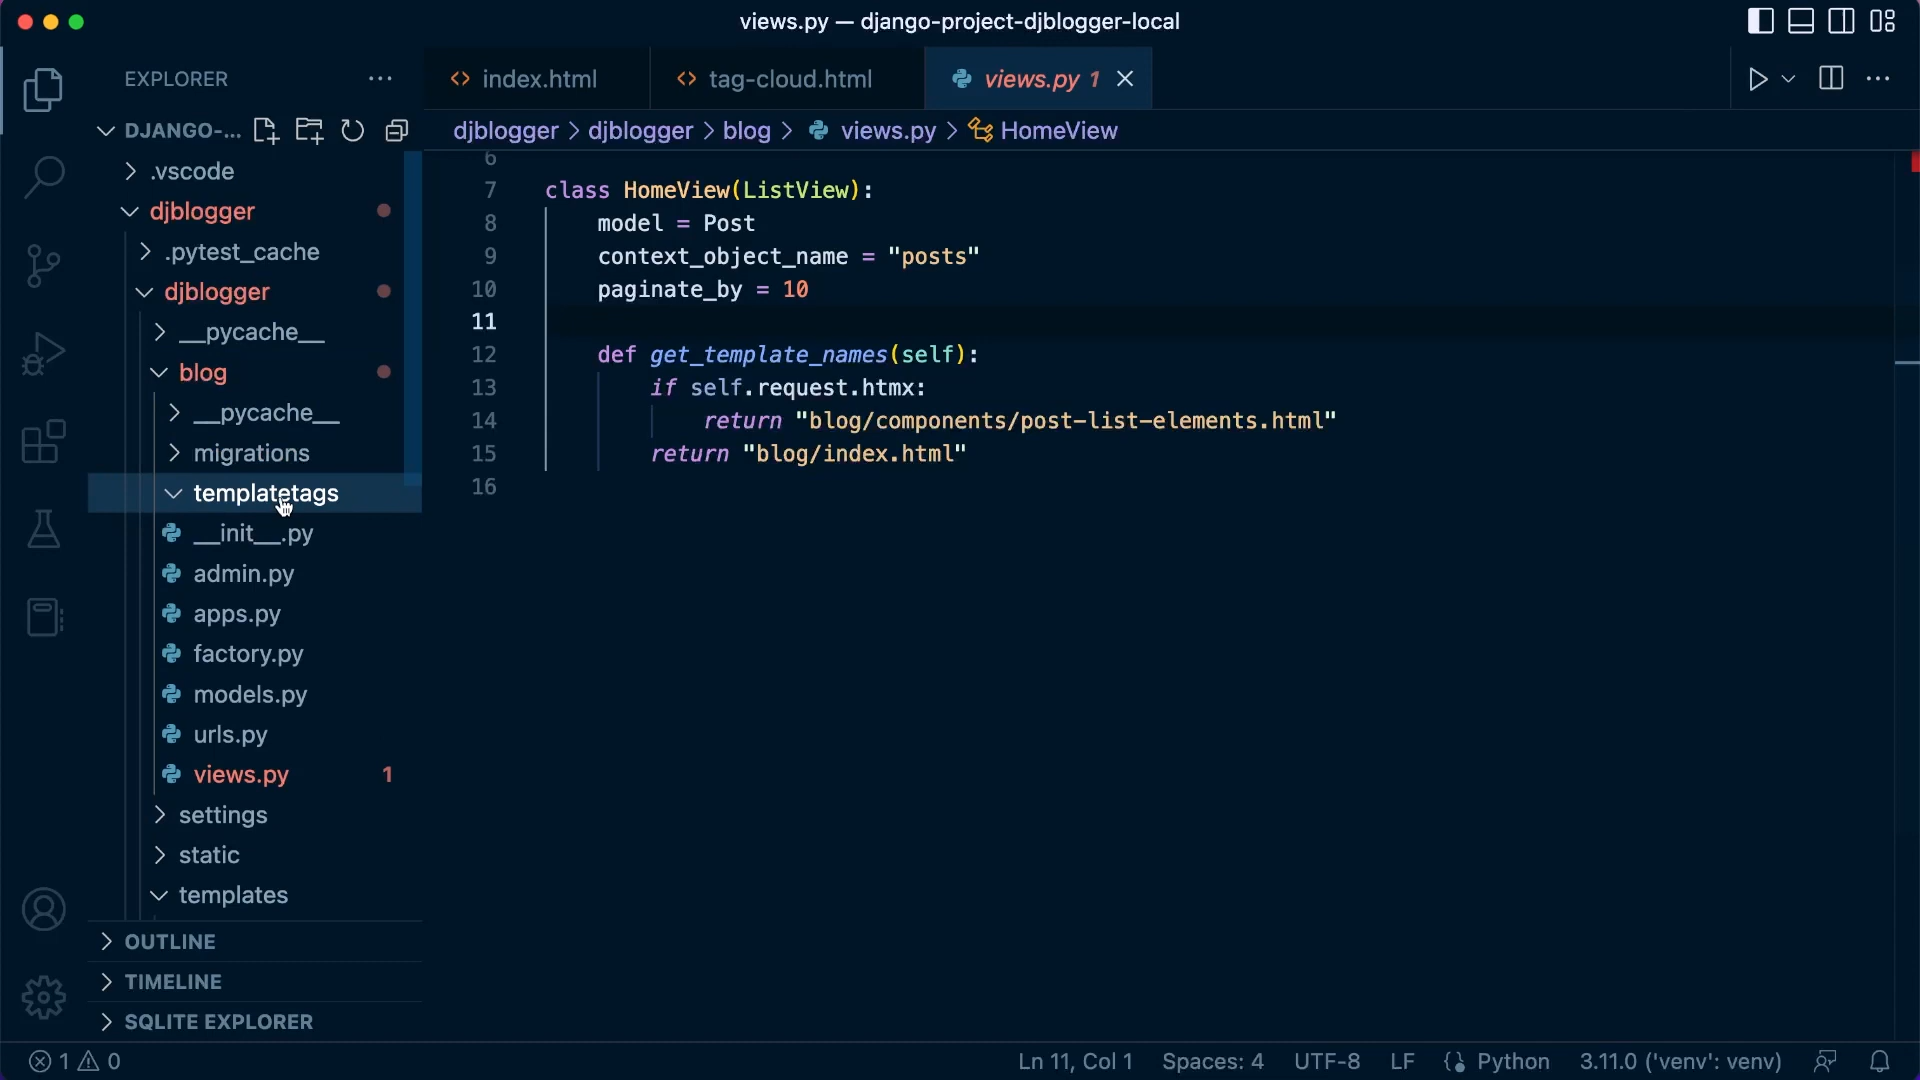 views.py — django-project-djblogger-local
EXPLORER
index.html
tag-cloud.html
views.py 1
DJANGO-...
djblogger > djblogger > blog > views.py > HomeView
.vscode
djblogger
.pytest_cache
djblogger
__pycache__
blog
__pycache__
migrations
templatetags
__init__.py
admin.py
apps.py
factory.py
models.py
urls.py
views.py 1
settings
static
templates
OUTLINE
TIMELINE
SQLITE EXPLORER
6
7 class HomeView(ListView):
8 model = Post
9 context_object_name = "posts"
10 paginate_by = 10
11
12 def get_template_names(self):
13 if self.request.htmx:
14 return "blog/components/post-list-elements.html"
15 return "blog/index.html"
16
1 0
Ln 11, Col 1 Spaces: 4 UTF-8 LF Python 3.11.0 ('venv': venv)